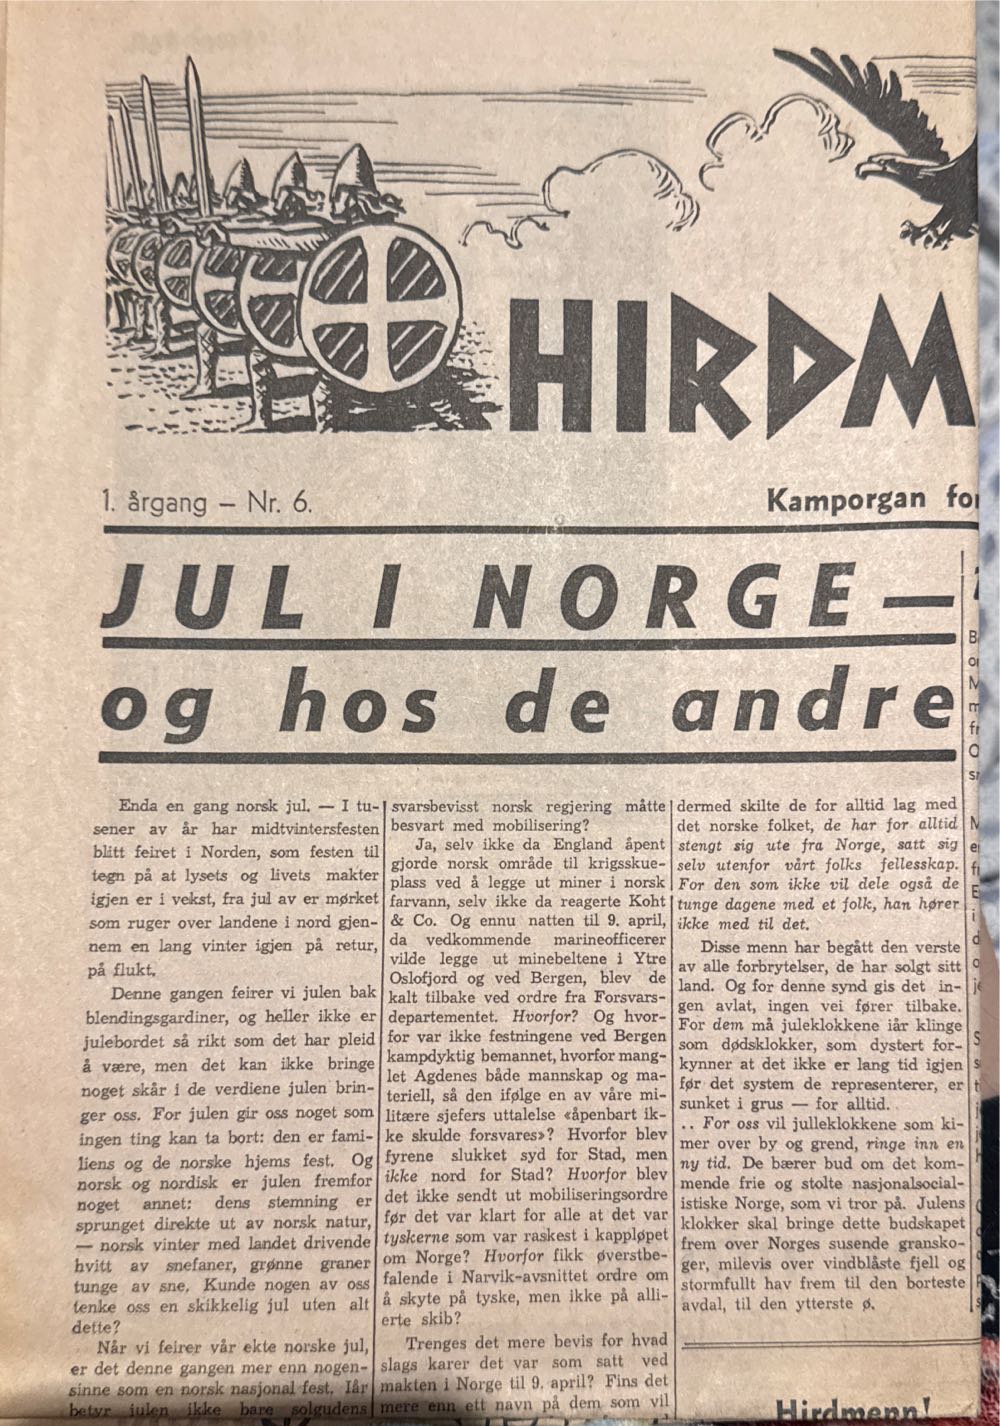 HIRDM
1. årgang – Nr. 6.
Kamporgan fo
JUL I NORGE —
og hos de andre
Enda en gang norsk jul. — I tu-
sener av år har midtvintersfesten
blitt feiret i Norden, som festen til
tegn på at lysets og livets makter
igjen er i vekst, fra jul av er mørket
som ruger over landene i nord gjen-
nem en lang vinter igjen på retur,
på flukt.
Denne gangen feirer vi julen bak
blendingsgardiner, og heller ikke er
julebordet så rikt som det har pleid
å være, men det kan ikke bringe
noget skår i de verdiene julen brin-
ger oss. For julen gir oss noget som
ingen ting kan ta bort: den er fami-
liens og de norske hjems fest. Og
norsk og nordisk er julen fremfor
noget annet: dens stemning er
sprunget direkte ut av norsk natur,
— norsk vinter med landet drivende
hvitt av snefaner, grønne graner
tunge av sne. Kunde nogen av oss
tenke oss en skikkelig jul uten alt
dette?
Når vi feirer vår ekte norske jul,
er det denne gangen mer enn nogen-
sinne som en norsk nasjonal fest. Iår
betyr julen ikke bare solgudens
svarsbevisst norsk regjering måtte
besvart med mobilisering?
Ja, selv ikke da England åpent
gjorde norsk område til krigsskue-
plass ved å legge ut miner i norsk
farvann, selv ikke da reagerte Koht
& Co. Og ennu natten til 9. april,
da vedkommende marineofficerer
vilde legge ut minebeltene i Ytre
Oslofjord og ved Bergen, blev de
kalt tilbake ved ordre fra Forsvars-
departementet. Hvorfor? Og hvor-
for var ikke festningene ved Bergen
kampdyktig bemannet, hvorfor mang-
let Agdenes både mannskap og ma-
teriell, så den ifølge en av våre mi-
litære sjefers uttalelse «åpenbart ik-
ke skulde forsvares»? Hvorfor blev
fyrene slukket syd for Stad, men
ikke nord for Stad? Hvorfor blev
det ikke sendt ut mobiliseringsordre
før det var klart for alle at det var
tyskerne som var raskest i kappløpet
om Norge? Hvorfor fikk øverstbe-
falende i Narvik-avsnittet ordre om
å skyte på tyske, men ikke på alli-
erte skib?
Trenges det mere bevis for hvad
slags karer det var som satt ved
makten i Norge til 9. april? Fins det
mere enn ett navn på dem som vil
dermed skilte de for alltid lag med
det norske folket, de har for alltid
stengt sig ute fra Norge, satt sig
selv utenfor vårt folks fellesskap.
For den som ikke vil dele også de
tunge dagene med et folk, han hører
ikke med til det.
Disse menn har begått den verste
av alle forbrytelser, de har solgt sitt
land. Og for denne synd gis det in-
gen avlat, ingen vei fører tilbake.
For dem må juleklokkene iår klinge
som dødsklokker, som dystert for-
kynner at det ikke er lang tid igjen
før det system de representerer, er
sunket i grus — for alltid.
.. For oss vil julleklokkene som ki-
mer over by og grend, ringe inn en
ny tid. De bærer bud om det kom-
mende frie og stolte nasjonalsocial-
istiske Norge, som vi tror på. Julens
klokker skal bringe dette budskapet
frem over Norges susende gransko-
ger, milevis over vindblåste fjell og
stormfullt hav frem til den borteste
avdal, til den ytterste ø.
Hirdmenn!